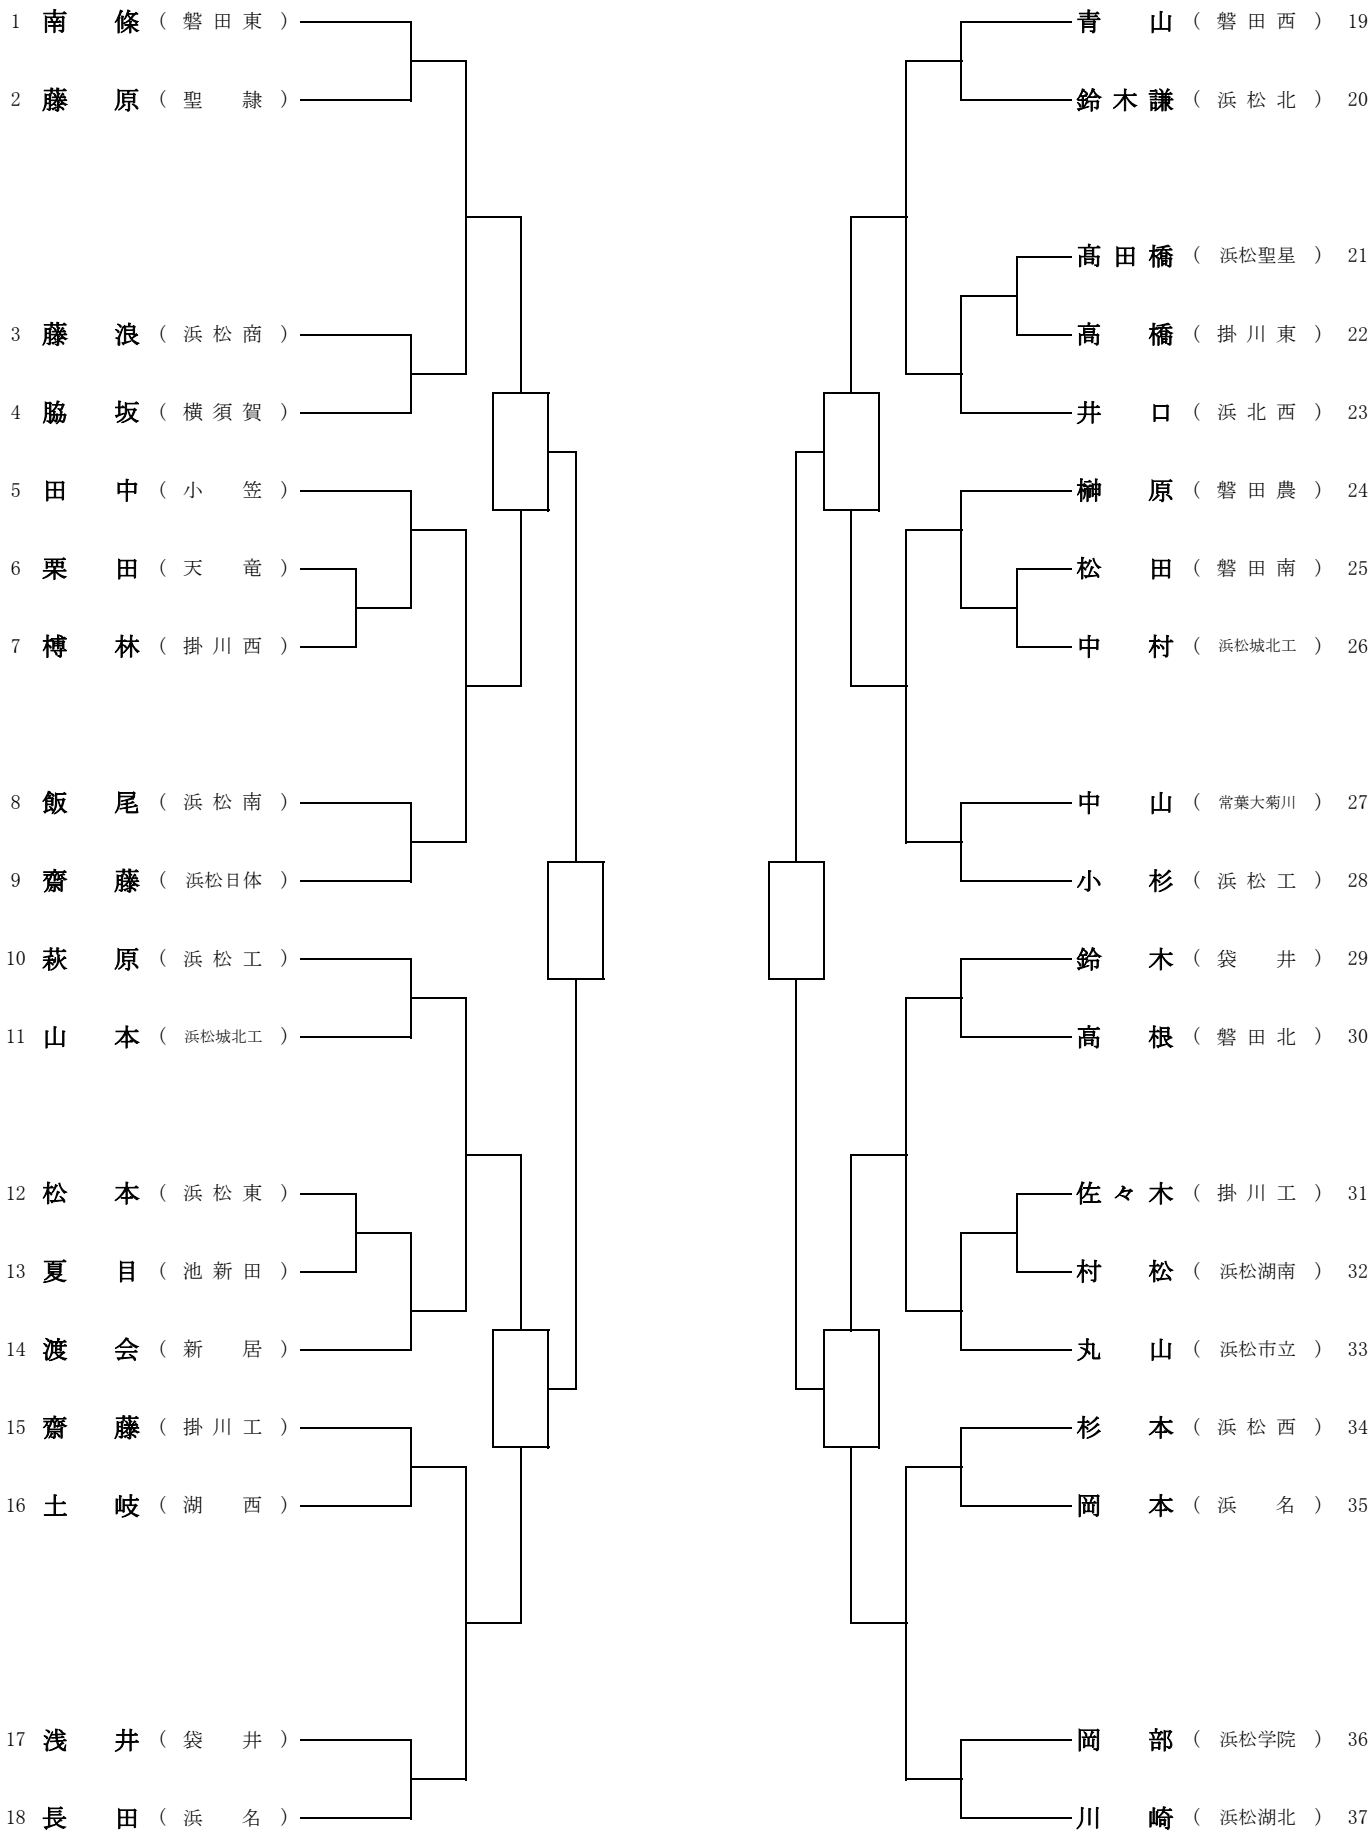 1 南條 (磐田東)
2 藤原 (聖隷)
3 藤浪 (浜松商)
4 脇坂 (横須賀)
5 田中 (小笠)
6 栗田 (天竜)
7 榑林 (掛川西)
8 飯尾 (浜松南)
9 齋藤 (浜松日体)
10 萩原 (浜松工)
11 山本 (浜松城北工)
12 松本 (浜松東)
13 夏目 (池新田)
14 渡会 (新居)
15 齋藤 (掛川工)
16 土岐 (湖西)
17 浅井 (袋井)
18 長田 (浜名)
青山 (磐田西) 19
鈴木謙 (浜松北) 20
髙田橋 (浜松聖星) 21
高橋 (掛川東) 22
井口 (浜北西) 23
榊原 (磐田農) 24
松田 (磐田南) 25
中村 (浜松城北工) 26
中山 (常葉大菊川) 27
小杉 (浜松工) 28
鈴木 (袋井) 29
高根 (磐田北) 30
佐々木 (掛川工) 31
村松 (浜松湖南) 32
丸山 (浜松市立) 33
杉本 (浜松西) 34
岡本 (浜名) 35
岡部 (浜松学院) 36
川崎 (浜松湖北) 37